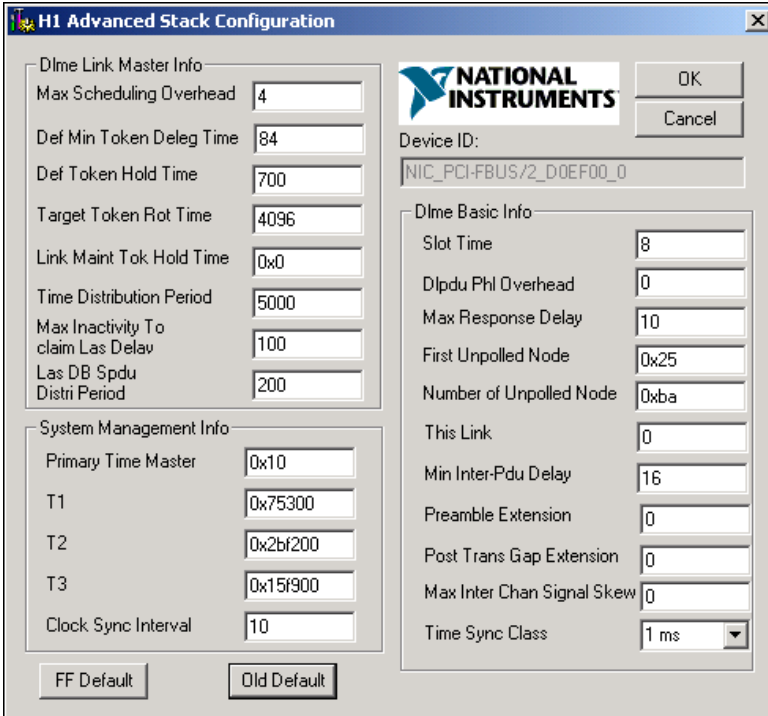 H1 Advanced Stack Configuration
Dlme Link Master Info
Max Scheduling Overhead 4
Def Min Token Deleg Time 84
Def Token Hold Time 700
Target Token Rot Time 4096
Link Maint Tok Hold Time 0x0
Time Distribution Period 5000
Max Inactivity To
claim Las Delay 100
Las DB Spdu
Distri Period 200
System Management Info
Primary Time Master 0x10
T1 0x75300
T2 0x2bf200
T3 0x15f900
Clock Sync Interval 10
FF Default
Old Default
NATIONAL
INSTRUMENTS
OK
Cancel
Device ID:
NIC_PCI-FBUS/2_D0EF00_0
Dlme Basic Info
Slot Time 8
Dlpdu Phl Overhead 0
Max Response Delay 10
First Unpolled Node 0x25
Number of Unpolled Node 0xba
This Link 0
Min Inter-Pdu Delay 16
Preamble Extension 0
Post Trans Gap Extension 0
Max Inter Chan Signal Skew 0
Time Sync Class 1 ms